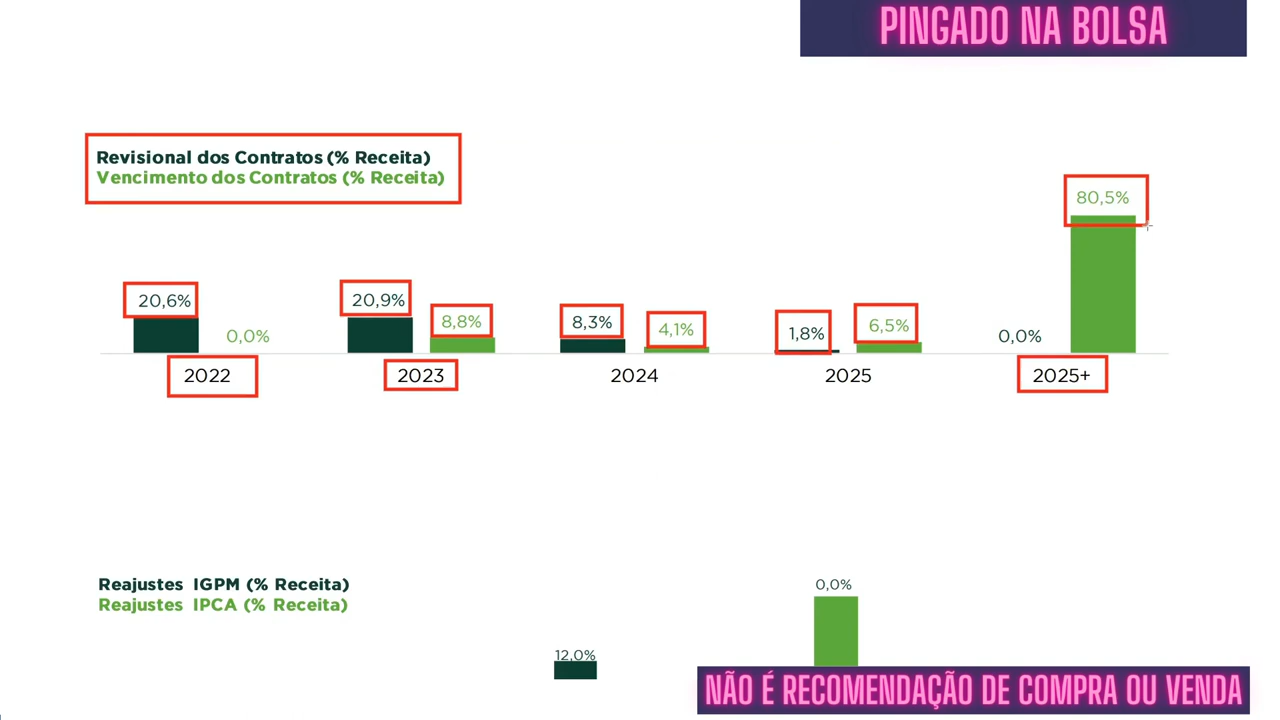 PINGADO NA BOLSA
Revisional dos Contratos (% Receita)
Vencimento dos Contratos (% Receita)
80,5%
20,6%
0,0%
20,9%
8,8%
8,3%
4,1%
1,8%
6,5%
0,0%
2022
2023
2024
2025
2025+
Reajustes IGPM (% Receita)
Reajustes IPCA (% Receita)
0,0%
12,0%
NÃO É RECOMENDAÇÃO DE COMPRA OU VENDA